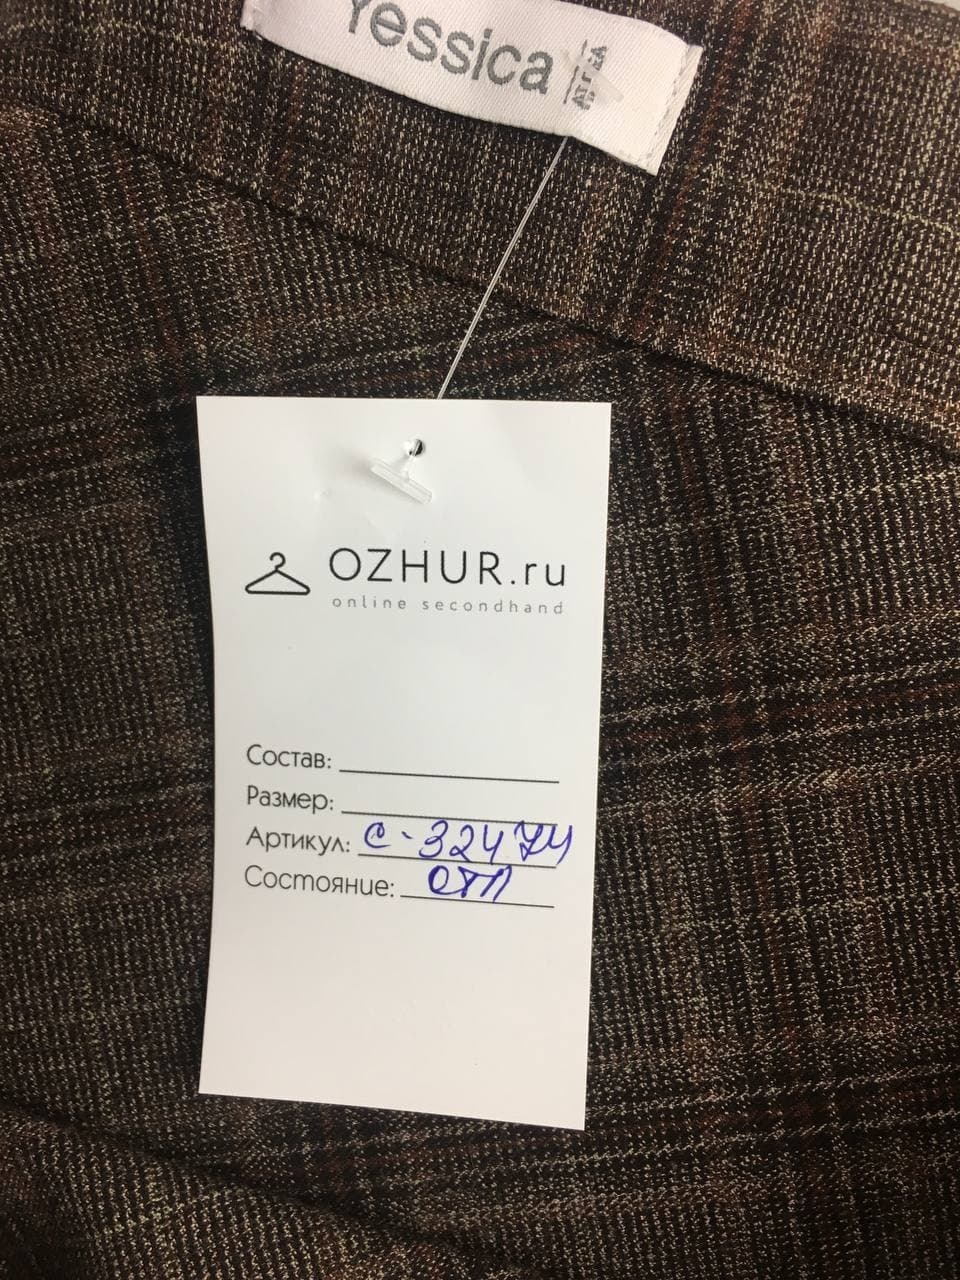 Yessica
OZHUR.ru
online secondhand
Состав:
Размер:
Артикул: С-32474
Состояние: отл